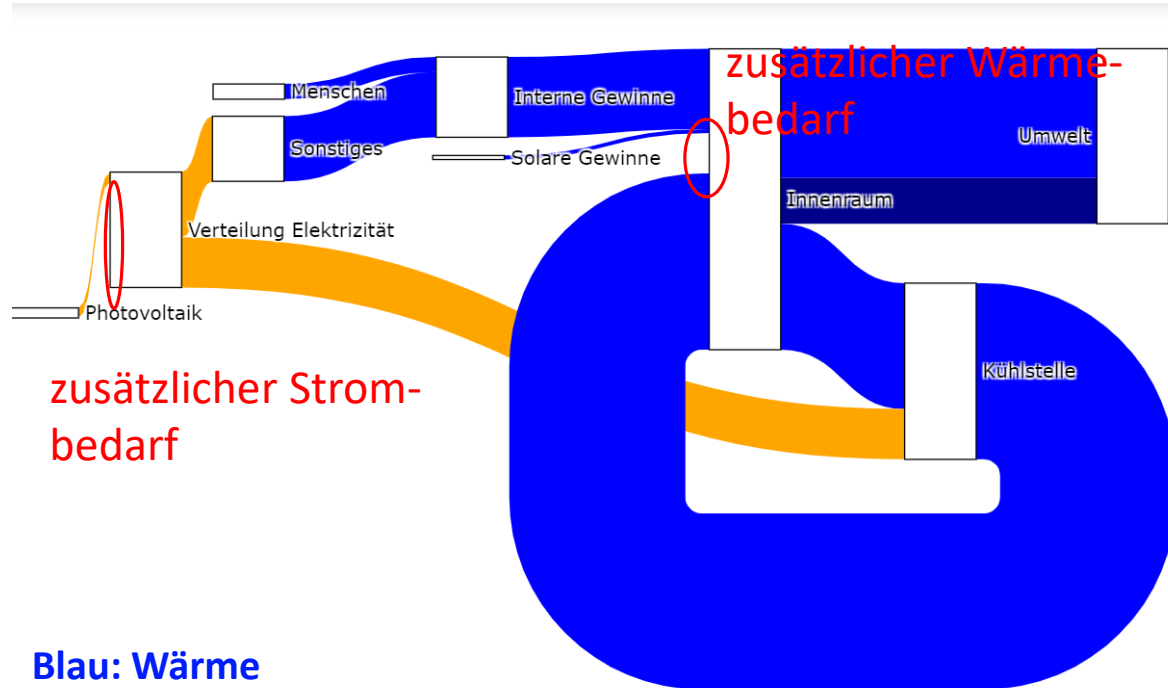 zusätzlicher Wärme-
bedarf
Menschen
Interne Gewinne
Umwelt
Sonstiges
Solare Gewinne
Innenraum
Verteilung Elektrizität
Photovoltaik
Kühlstelle
zusätzlicher Strom-
bedarf
Blau: Wärme